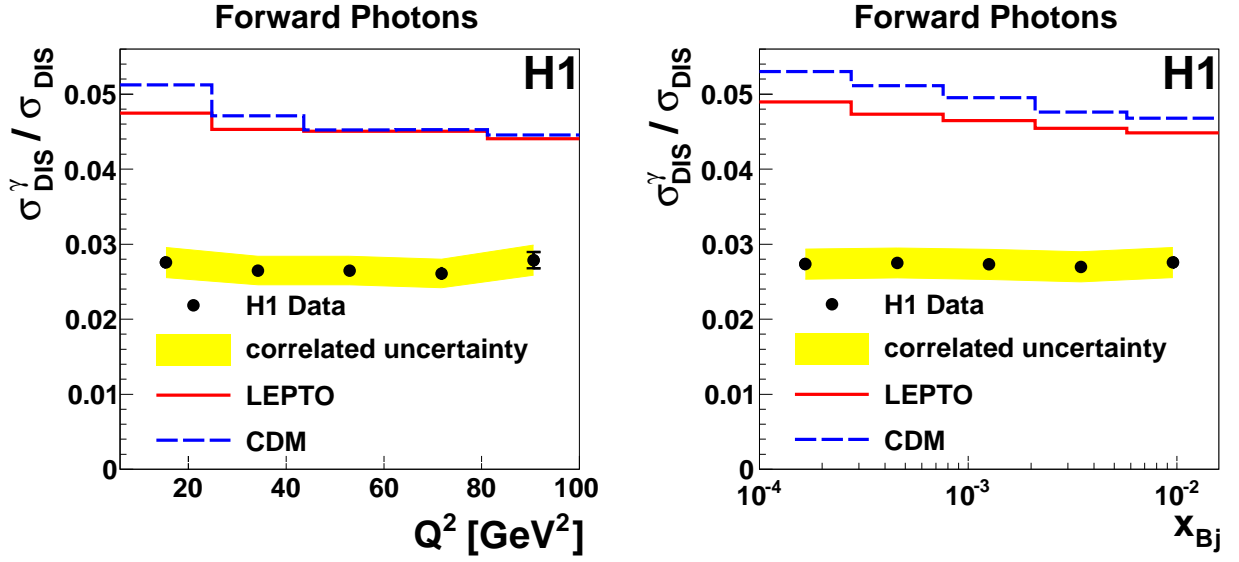 Forward Photons
H1
σ^γ_DIS / σ_DIS
0.05
0.04
0.03
0.02
0.01
0
H1 Data
correlated uncertainty
LEPTO
CDM
20 40 60 80 100
Q² [GeV²]
Forward Photons
H1
σ^γ_DIS / σ_DIS
0.05
0.04
0.03
0.02
0.01
0
H1 Data
correlated uncertainty
LEPTO
CDM
10⁻⁴ 10⁻³ 10⁻²
x_Bj